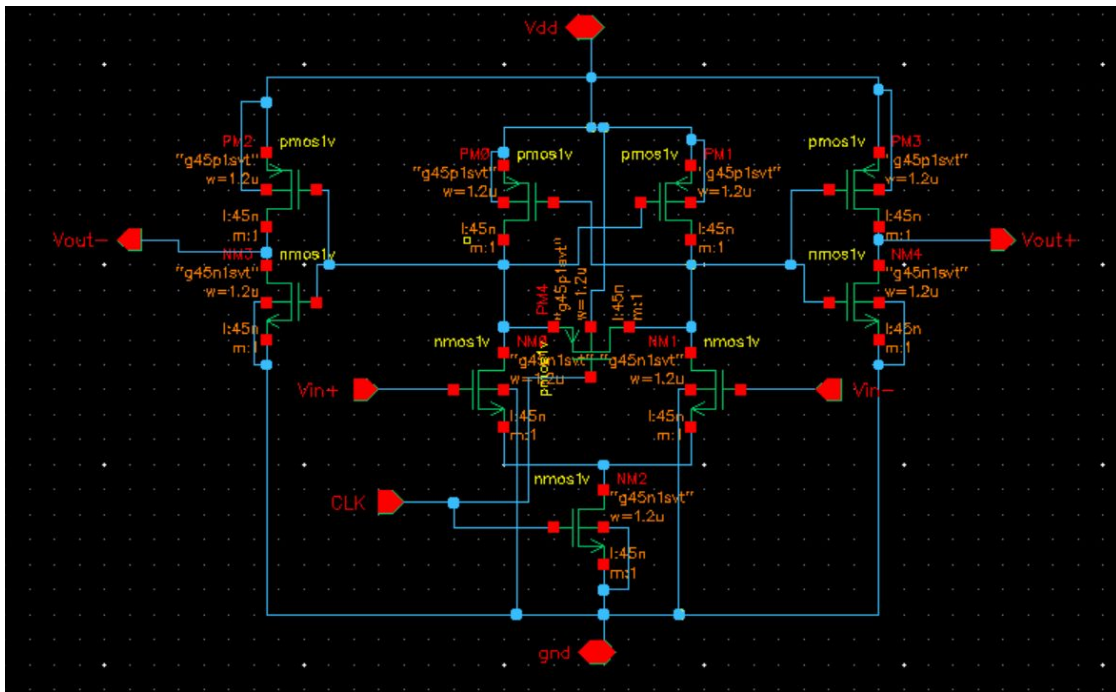 Vdd
PM2
pmos1v
"g45p1svt"
w=1.2u
l:45n
m:1
PM0
pmos1v
"g45p1svt"
w=1.2u
l:45n
m:1
pmos1v
PM1
"g45p1svt"
w=1.2u
pmos1v
PM3
"g45p1svt"
w=1.2u
l:45n
m:1
Vout-
Vout+
NM3
nmos1v
"g45n1svt"
w=1.2u
l:45n
m:1
PM4
"g45p1svt"
w=1.2u
l:45n
m:1
pmos1v
nmos1v
NM4
"g45n1svt"
w=1.2u
l:45n
m:1
nmos1v
"g45n1svt"
w=1.2u
l:45n
m:1
NM1
nmos1v
"g45n1svt"
w=1.2u
l:45n
m:1
Vin+
Vin-
CLK
nmos1v
NM2
"g45n1svt"
w=1.2u
l:45n
m:1
gnd